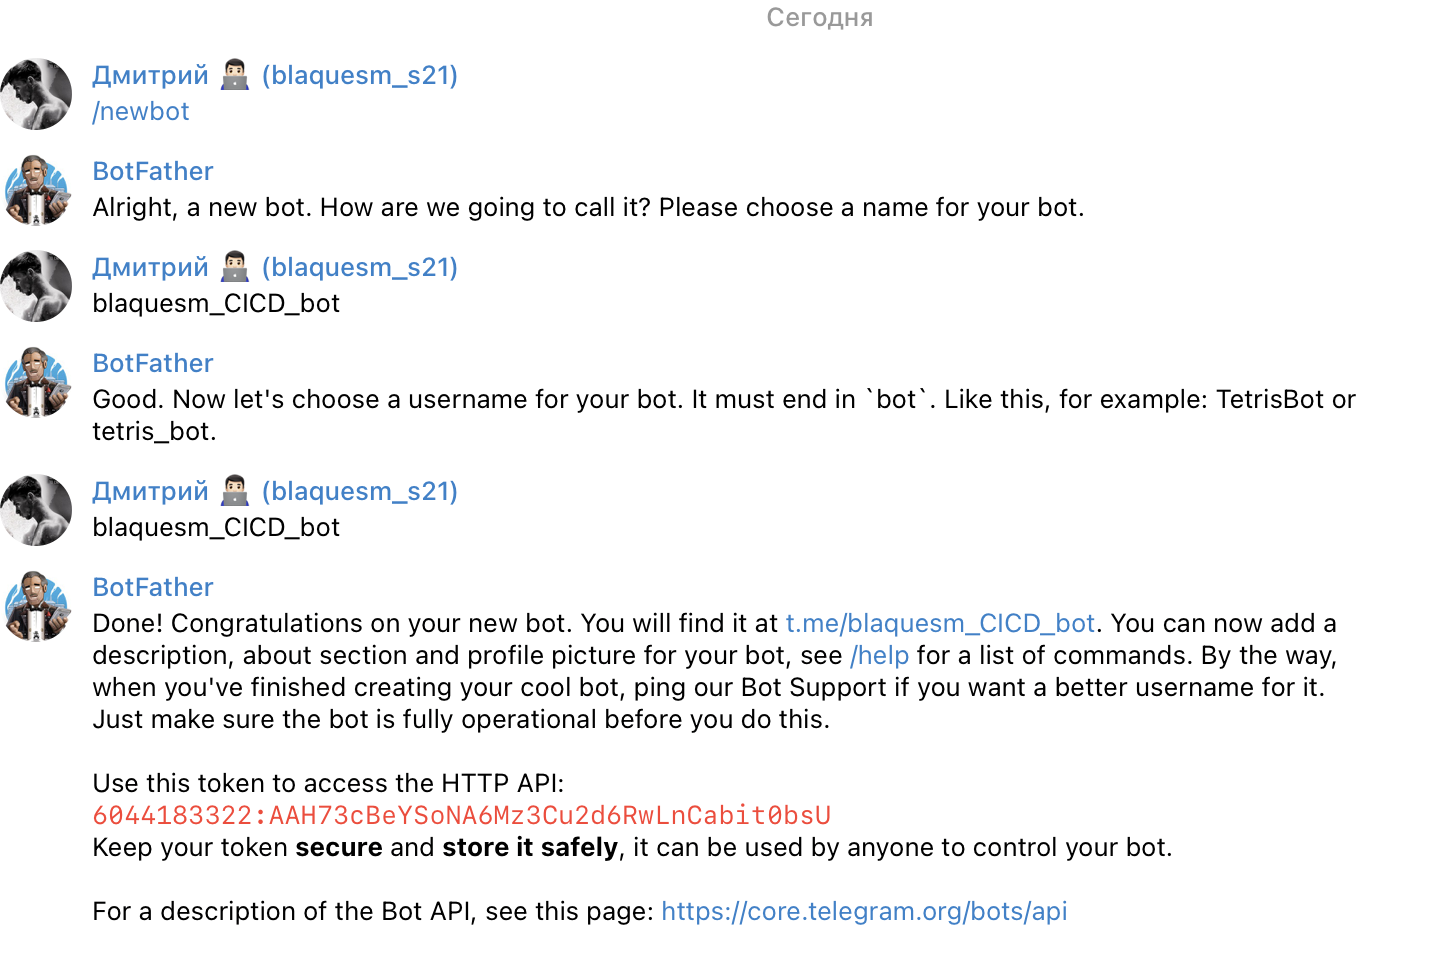 Сегодня
Дмитрий 🧑🏻‍💻 (blaquesm_s21)
/newbot
BotFather
Alright, a new bot. How are we going to call it? Please choose a name for your bot.
Дмитрий 🧑🏻‍💻 (blaquesm_s21)
blaquesm_CICD_bot
BotFather
Good. Now let's choose a username for your bot. It must end in `bot`. Like this, for example: TetrisBot or
tetris_bot.
Дмитрий 🧑🏻‍💻 (blaquesm_s21)
blaquesm_CICD_bot
BotFather
Done! Congratulations on your new bot. You will find it at t.me/blaquesm_CICD_bot. You can now add a
description, about section and profile picture for your bot, see /help for a list of commands. By the way,
when you've finished creating your cool bot, ping our Bot Support if you want a better username for it.
Just make sure the bot is fully operational before you do this.
Use this token to access the HTTP API:
6044183322:AAH73cBeYSoNA6Mz3Cu2d6RwLnCabit0bsU
Keep your token secure and store it safely, it can be used by anyone to control your bot.
For a description of the Bot API, see this page: https://core.telegram.org/bots/api